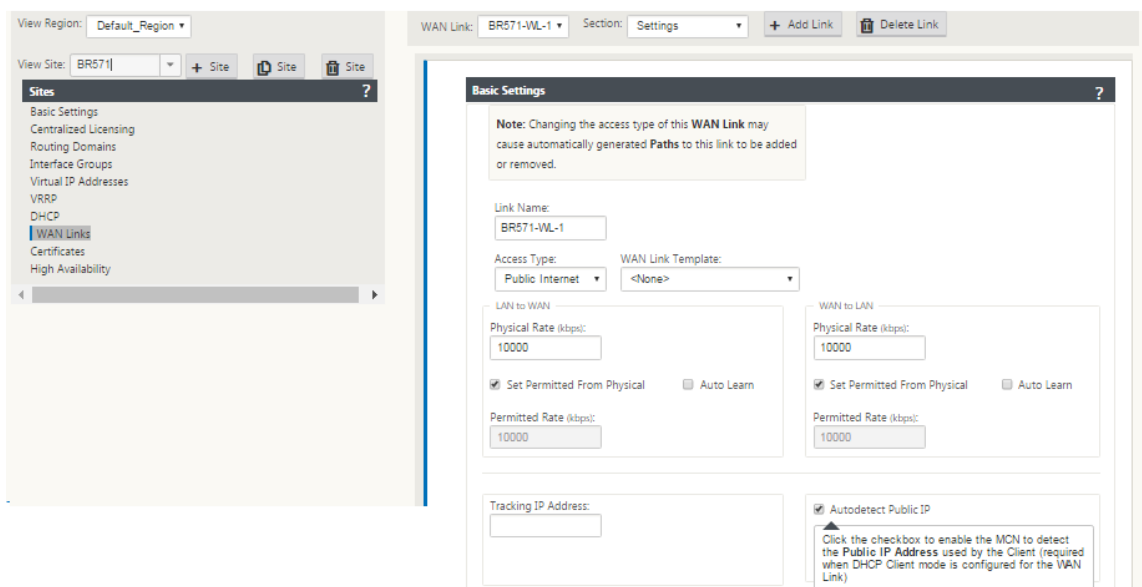 View Region: Default_Region
WAN Link: BR571-WL-1 Section: Settings + Add Link Delete Link
View Site: BR571 + Site Site Site
Sites ?
Basic Settings
Centralized Licensing
Routing Domains
Interface Groups
Virtual IP Addresses
VRRP
DHCP
WAN Links
Certificates
High Availability
Basic Settings ?
Note: Changing the access type of this WAN Link may
cause automatically generated Paths to this link to be added
or removed.
Link Name:
BR571-WL-1
Access Type: WAN Link Template:
Public Internet <None>
LAN to WAN
Physical Rate (kbps):
10000
Set Permitted From Physical Auto Learn
Permitted Rate (kbps):
10000
WAN to LAN
Physical Rate (kbps):
10000
Set Permitted From Physical Auto Learn
Permitted Rate (kbps):
10000
Tracking IP Address:
Autodetect Public IP
Click the checkbox to enable the MCN to detect
the Public IP Address used by the Client (required
when DHCP Client mode is configured for the WAN
Link)